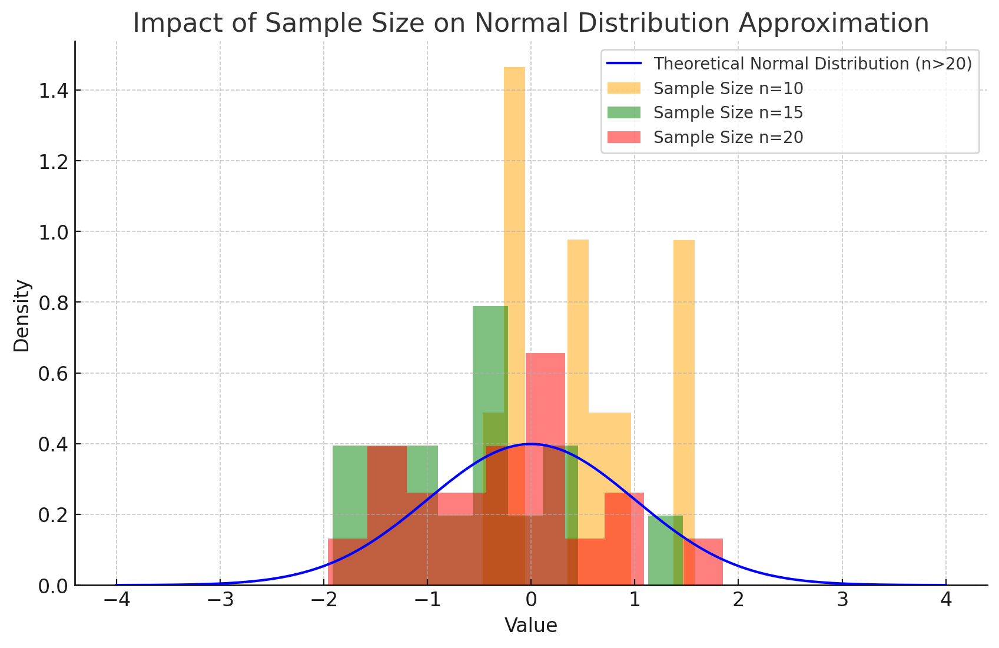 Impact of Sample Size on Normal Distribution Approximation
Theoretical Normal Distribution (n>20)
Sample Size n=10
Sample Size n=15
Sample Size n=20
1.4
1.2
1.0
0.8
0.6
0.4
0.2
0.0
Density
−4 −3 −2 −1 0 1 2 3 4
Value